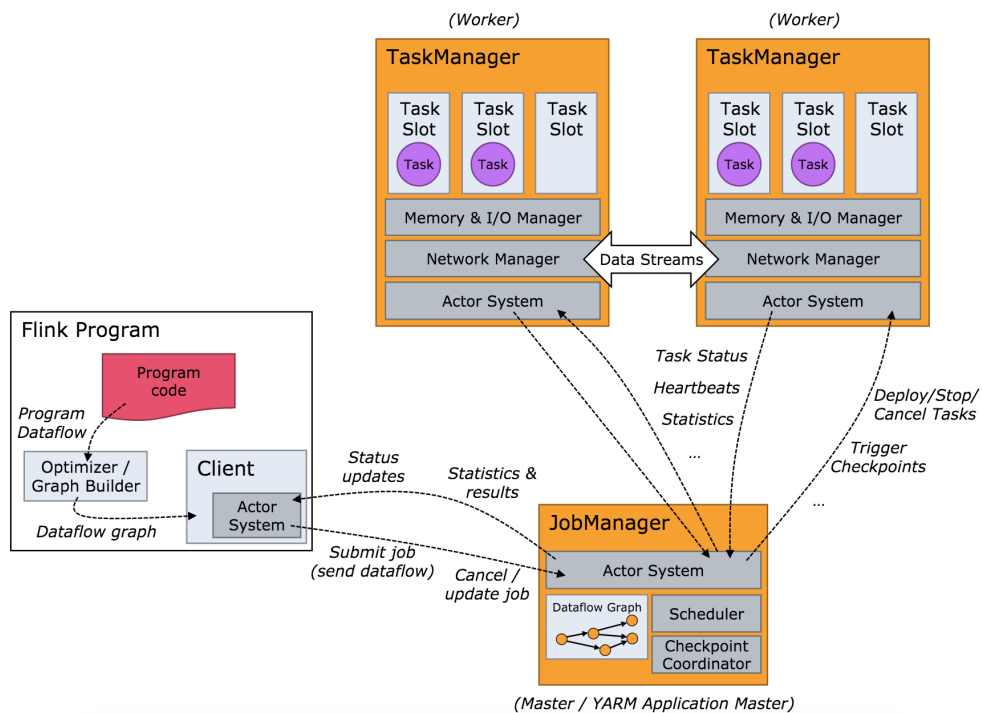 (Worker)
(Worker)
TaskManager
TaskManager
Task
Slot
Task
Task
Slot
Task
Task
Slot
Task
Slot
Task
Task
Slot
Task
Task
Slot
Memory & I/O Manager
Memory & I/O Manager
Network Manager
Data Streams
Network Manager
Actor System
Actor System
Flink Program
Program
code
Program
Dataflow
Optimizer /
Graph Builder
Dataflow graph
Client
Actor
System
Status
updates
Statistics &
results
Submit job
(send dataflow)
Cancel /
update job
Task Status
Heartbeats
Statistics
...
Deploy/Stop/
Cancel Tasks
Trigger
Checkpoints
...
JobManager
Actor System
Dataflow Graph
Scheduler
Checkpoint
Coordinator
(Master / YARM Application Master)